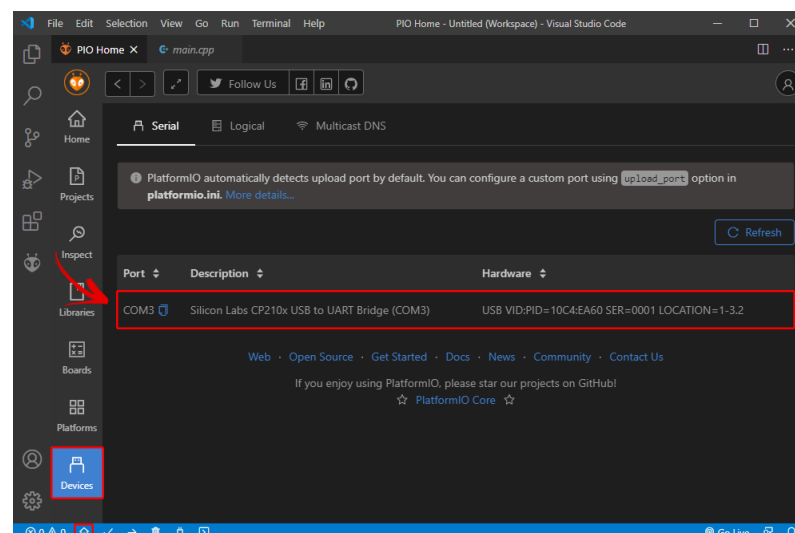 File Edit Selection View Go Run Terminal Help PIO Home - Untitled (Workspace) - Visual Studio Code
PIO Home main.cpp
Follow Us
Home
Serial Logical Multicast DNS
Projects
PlatformIO automatically detects upload port by default. You can configure a custom port using upload_port option in
platformio.ini. More details...
Refresh
Inspect
Port Description Hardware
Libraries
COM3 Silicon Labs CP210x USB to UART Bridge (COM3) USB VID:PID=10C4:EA60 SER=0001 LOCATION=1-3.2
Web · Open Source · Get Started · Docs · News · Community · Contact Us
Boards
If you enjoy using PlatformIO, please star our projects on GitHub!
☆ PlatformIO Core ☆
Platforms
Devices
0 0 Go Live